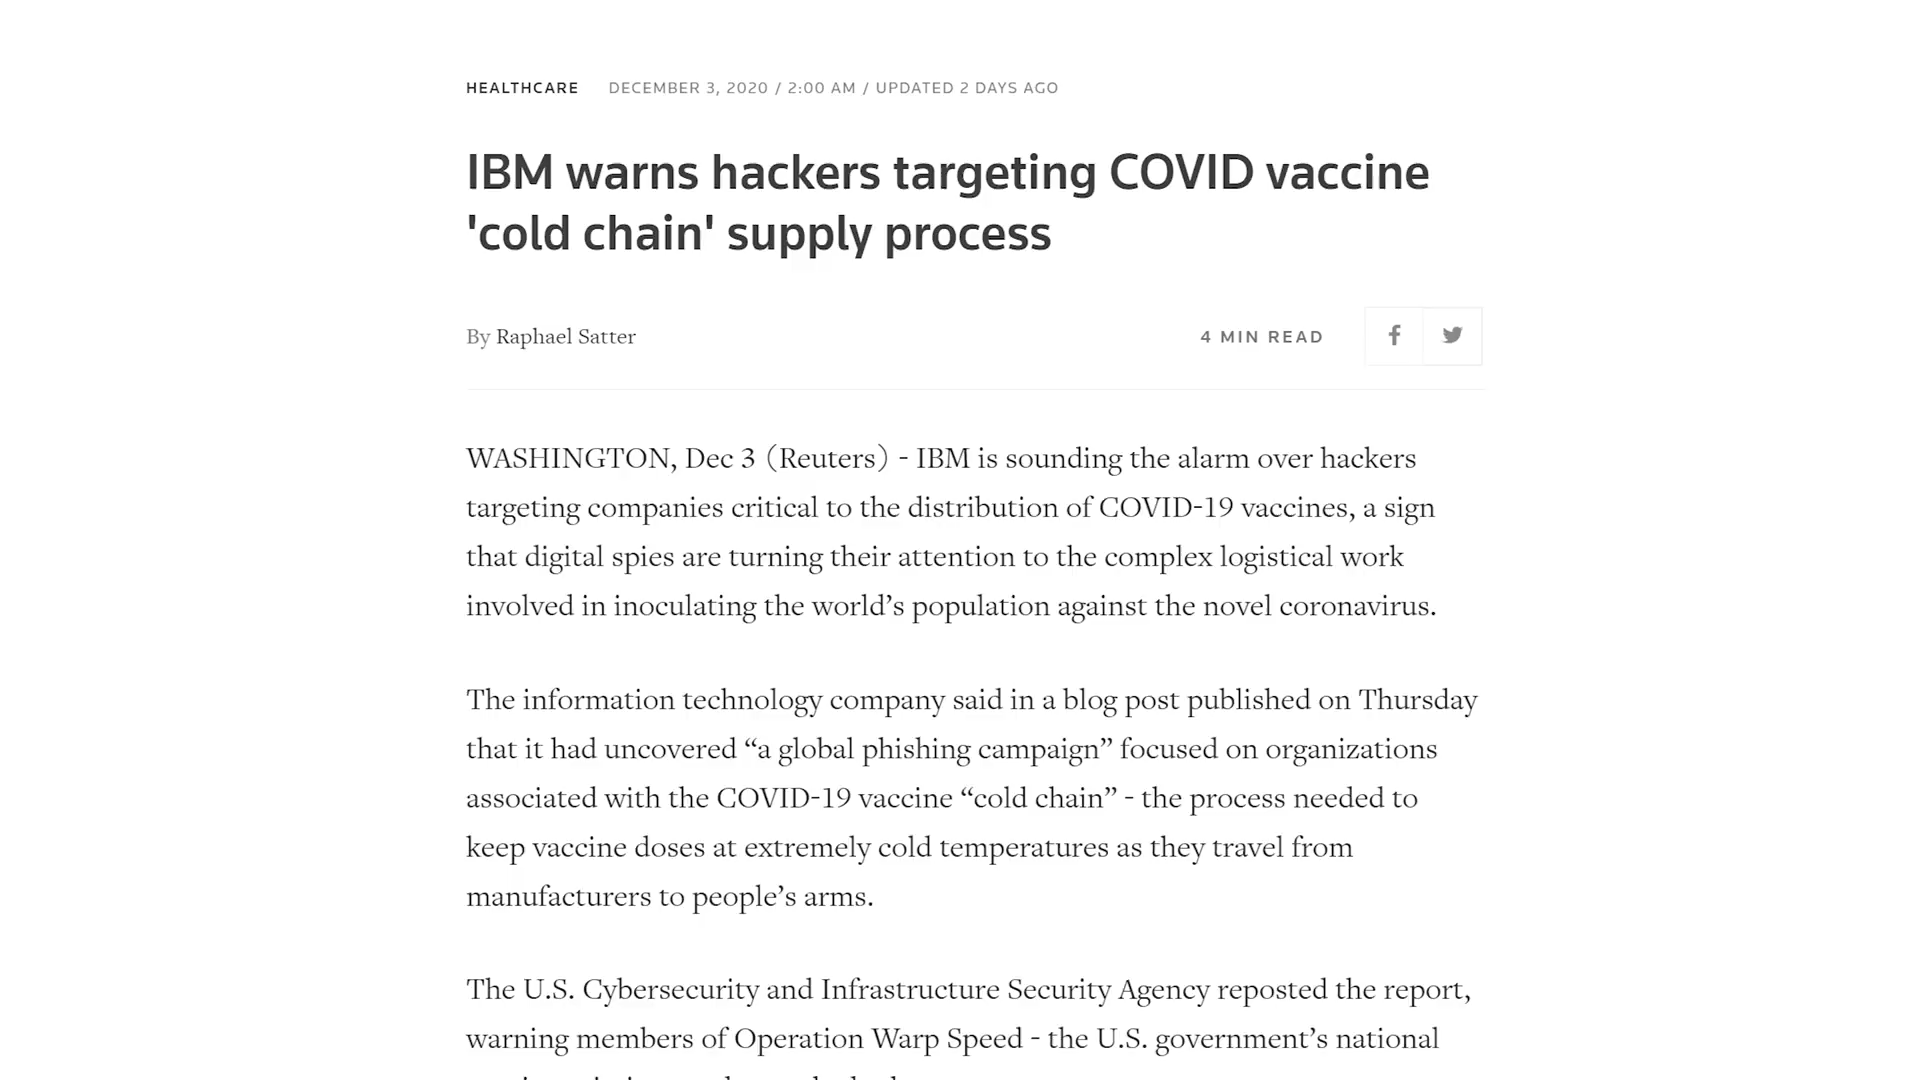 HEALTHCARE DECEMBER 3, 2020 / 2:00 AM / UPDATED 2 DAYS AGO
IBM warns hackers targeting COVID vaccine
'cold chain' supply process
By Raphael Satter 4 MIN READ
WASHINGTON, Dec 3 (Reuters) - IBM is sounding the alarm over hackers
targeting companies critical to the distribution of COVID-19 vaccines, a sign
that digital spies are turning their attention to the complex logistical work
involved in inoculating the world’s population against the novel coronavirus.
The information technology company said in a blog post published on Thursday
that it had uncovered “a global phishing campaign” focused on organizations
associated with the COVID-19 vaccine “cold chain” - the process needed to
keep vaccine doses at extremely cold temperatures as they travel from
manufacturers to people’s arms.
The U.S. Cybersecurity and Infrastructure Security Agency reposted the report,
warning members of Operation Warp Speed - the U.S. government’s national